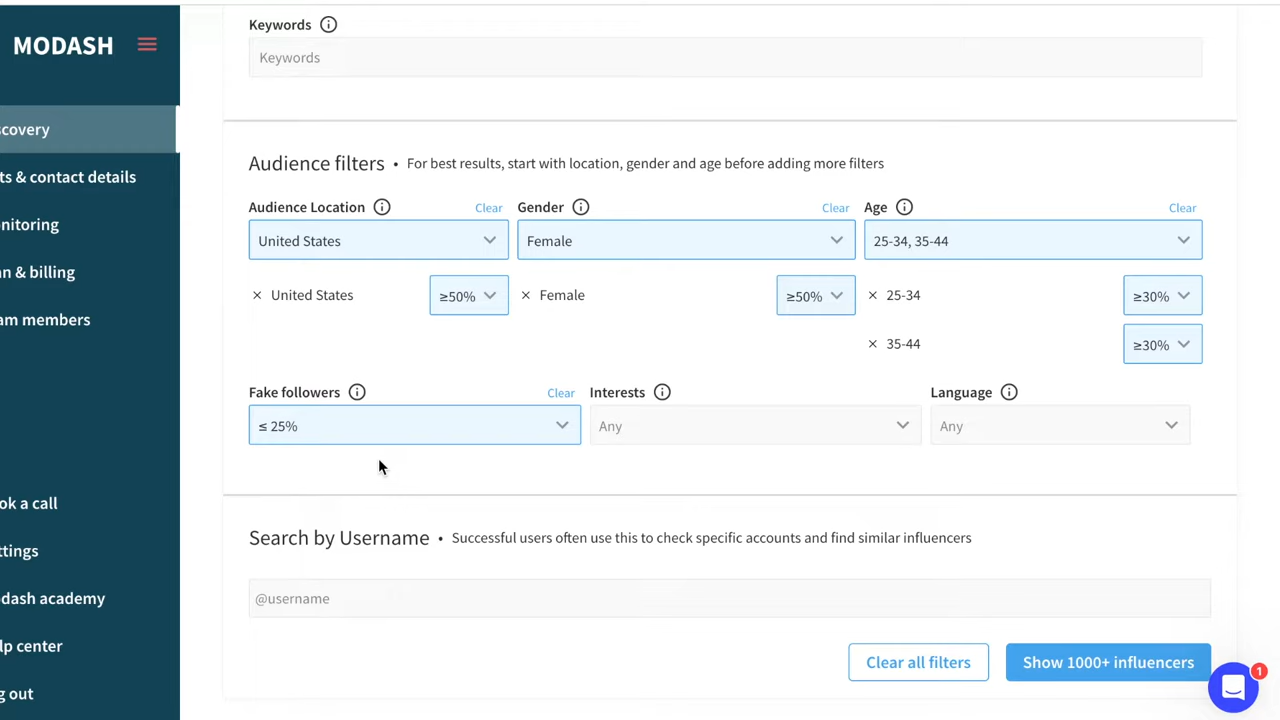 MODASH
scovery
ts & contact details
onitoring
an & billing
am members
ok a call
ttings
odash academy
lp center
g out
Keywords
Keywords
Audience filters • For best results, start with location, gender and age before adding more filters
Audience Location Clear Gender Clear Age Clear
United States Female 25-34, 35-44
× United States ≥50% × Female ≥50% × 25-34 ≥30%
× 35-44 ≥30%
Fake followers Clear Interests Language
≤ 25% Any Any
Search by Username • Successful users often use this to check specific accounts and find similar influencers
@username
Clear all filters Show 1000+ influencers
1